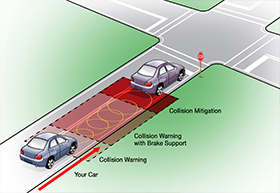 Collision Mitigation
Collision Warning
with Brake Support
Collision Warning
Your Car